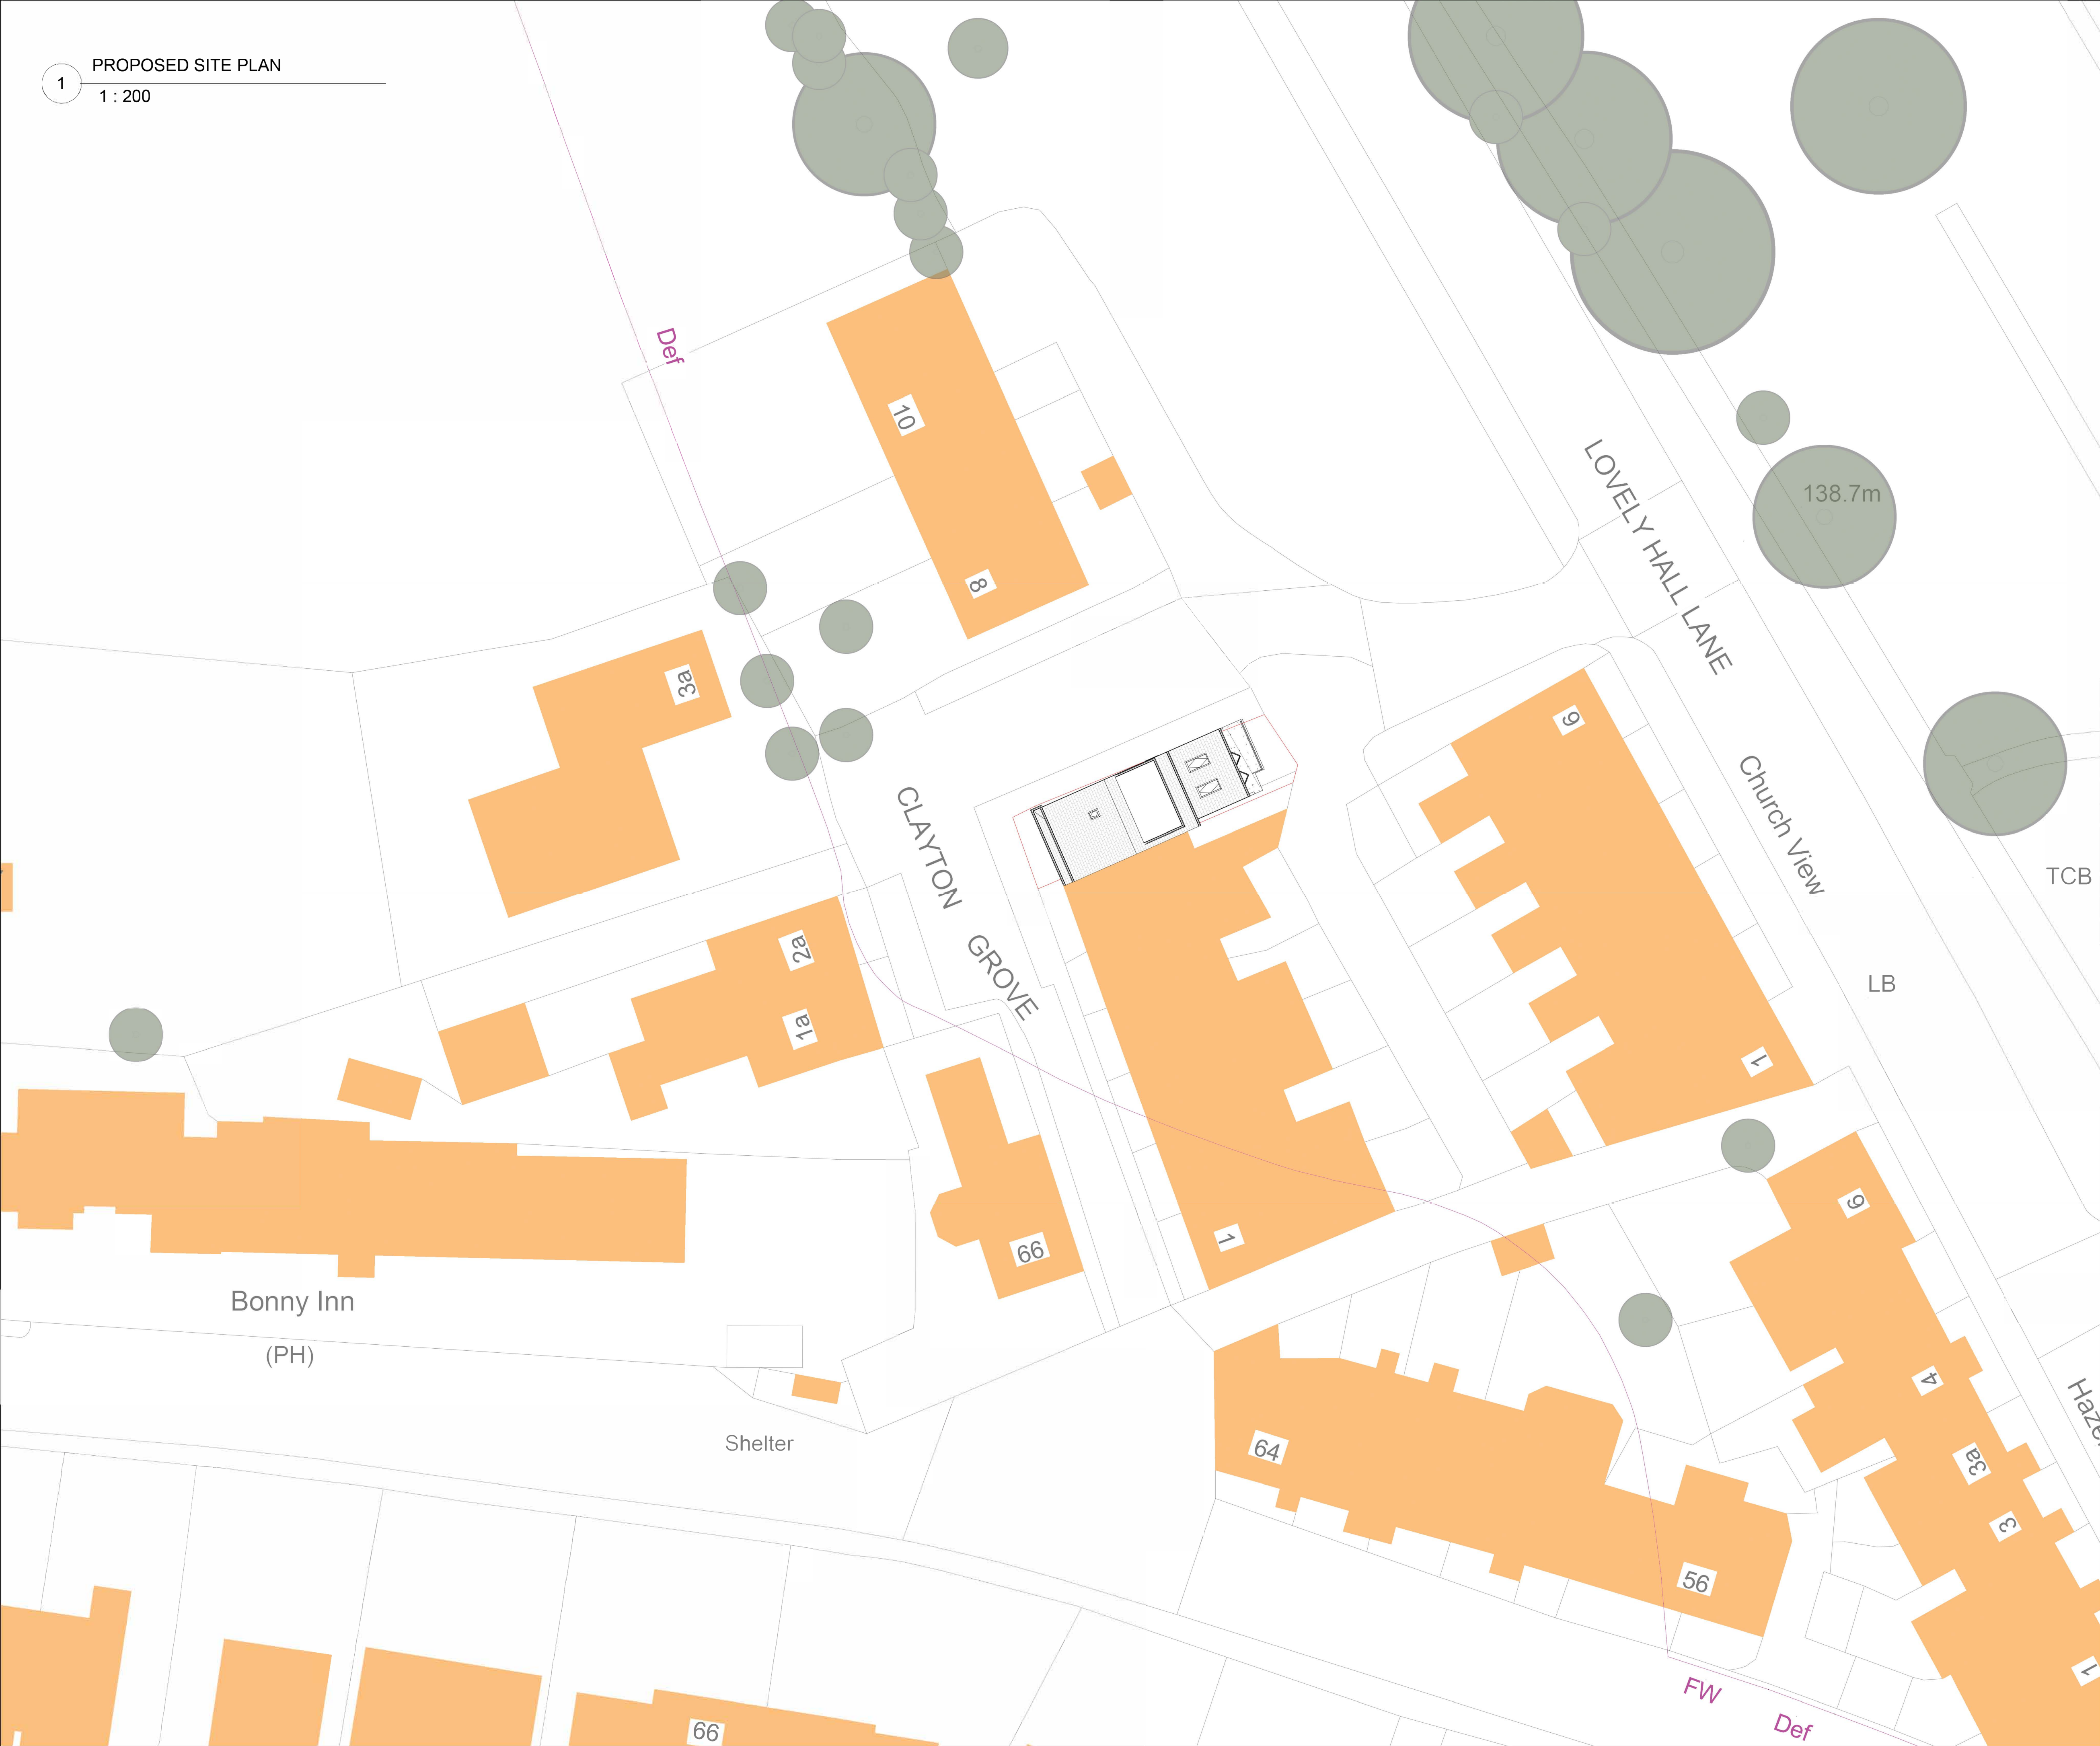 PROPOSED SITE PLAN
1
1 : 200
Def
10
8
LOVELY HALL LANE
138.7m
3a
9
Church View
CLAYTON GROVE
TCB
2a
1a
LB
1
66
1
9
Bonny Inn
(PH)
4
Shelter
64
3a
3
56
66
FW
Def
1